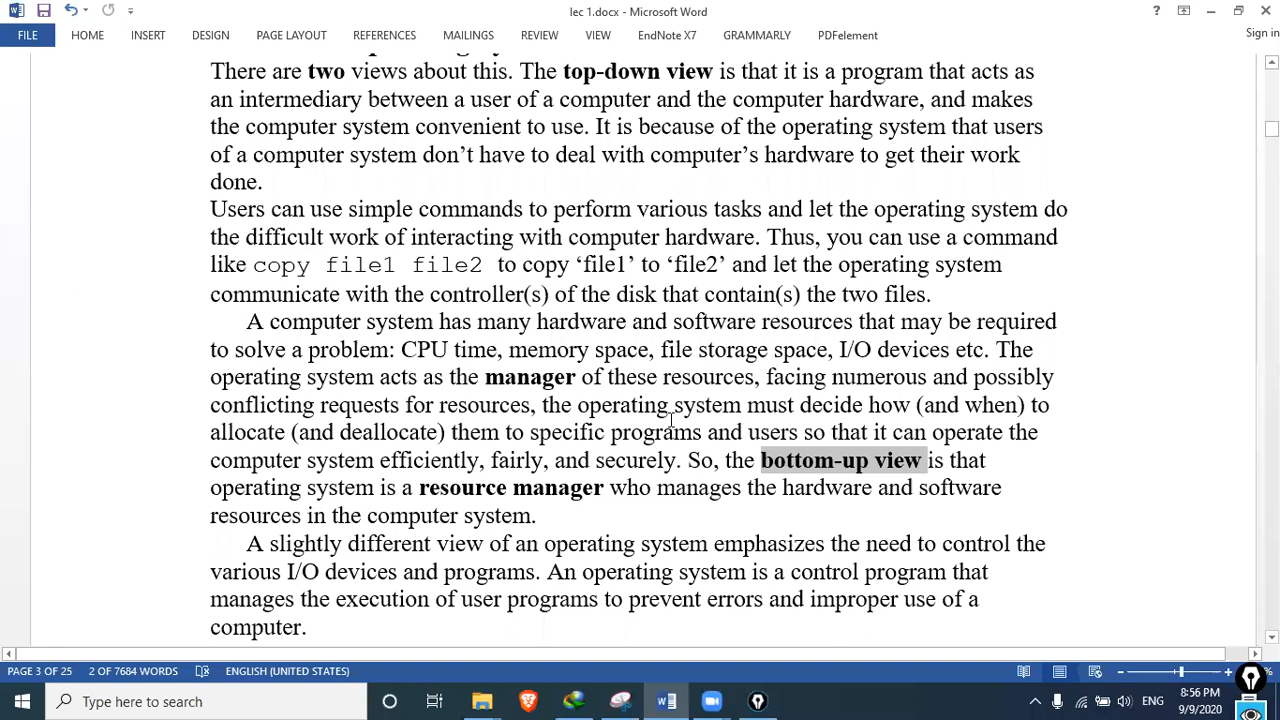 lec 1.docx - Microsoft Word
?
FILE HOME INSERT DESIGN PAGE LAYOUT REFERENCES MAILINGS REVIEW VIEW EndNote X7 GRAMMARLY PDFelement Sign in
There are two views about this. The top-down view is that it is a program that acts as
an intermediary between a user of a computer and the computer hardware, and makes
the computer system convenient to use. It is because of the operating system that users
of a computer system don’t have to deal with computer’s hardware to get their work
done.
Users can use simple commands to perform various tasks and let the operating system do
the difficult work of interacting with computer hardware. Thus, you can use a command
like copy file1 file2 to copy ‘file1’ to ‘file2’ and let the operating system
communicate with the controller(s) of the disk that contain(s) the two files.
A computer system has many hardware and software resources that may be required
to solve a problem: CPU time, memory space, file storage space, I/O devices etc. The
operating system acts as the manager of these resources, facing numerous and possibly
conflicting requests for resources, the operating system must decide how (and when) to
allocate (and deallocate) them to specific programs and users so that it can operate the
computer system efficiently, fairly, and securely. So, the bottom-up view is that
operating system is a resource manager who manages the hardware and software
resources in the computer system.
A slightly different view of an operating system emphasizes the need to control the
various I/O devices and programs. An operating system is a control program that
manages the execution of user programs to prevent errors and improper use of a
computer.
PAGE 3 OF 25 2 OF 7684 WORDS ENGLISH (UNITED STATES)
Type here to search
ENG
8:56 PM
9/9/2020